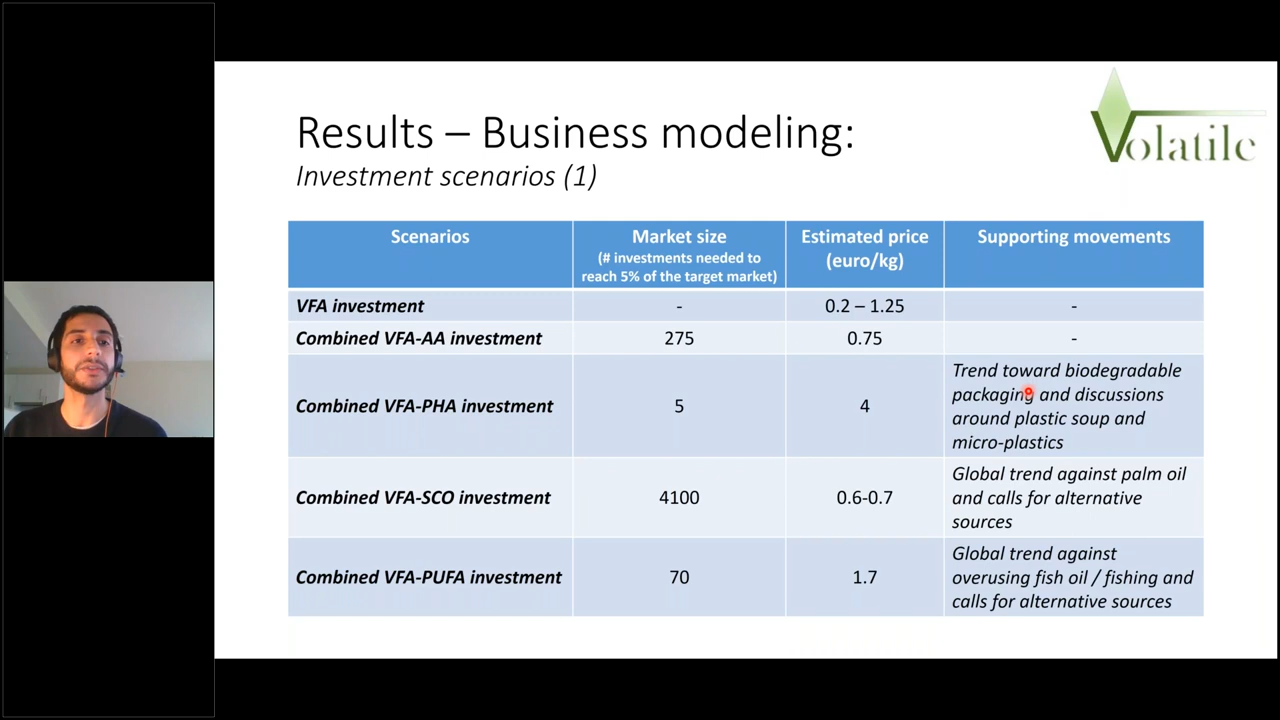 Results – Business modeling:
Investment scenarios (1)
Volatile
Scenarios
Market size
(# investments needed to
reach 5% of the target market)
Estimated price
(euro/kg)
Supporting movements
VFA investment
-
0.2 – 1.25
-
Combined VFA-AA investment
275
0.75
-
Combined VFA-PHA investment
5
4
Trend toward biodegradable
packaging and discussions
around plastic soup and
micro-plastics
Combined VFA-SCO investment
4100
0.6-0.7
Global trend against palm oil
and calls for alternative
sources
Combined VFA-PUFA investment
70
1.7
Global trend against
overusing fish oil / fishing and
calls for alternative sources